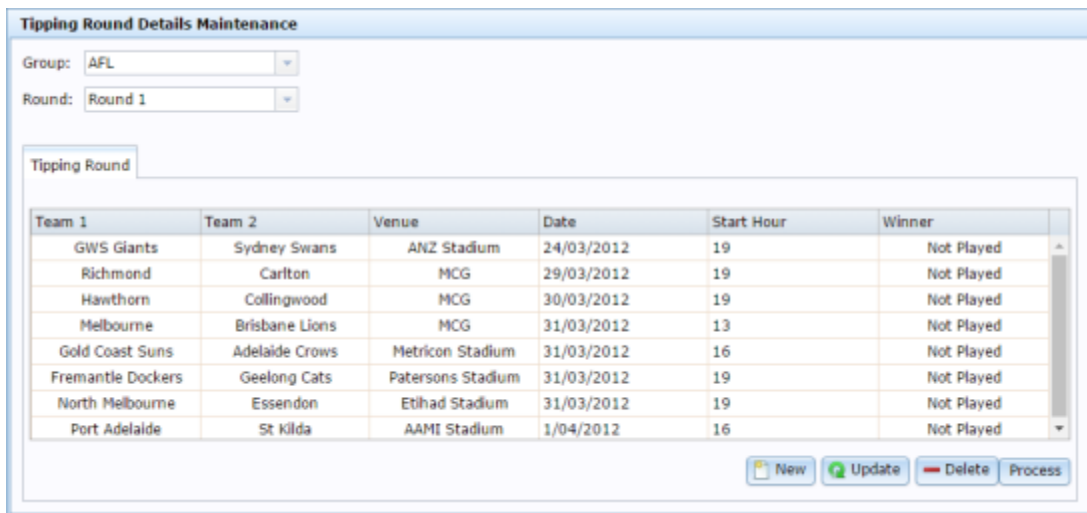 Tipping Round Details Maintenance
Group: AFL
Round: Round 1
Tipping Round
Team 1 Team 2 Venue Date Start Hour Winner
GWS Giants Sydney Swans ANZ Stadium 24/03/2012 19 Not Played
Richmond Carlton MCG 29/03/2012 19 Not Played
Hawthorn Collingwood MCG 30/03/2012 19 Not Played
Melbourne Brisbane Lions MCG 31/03/2012 13 Not Played
Gold Coast Suns Adelaide Crows Metricon Stadium 31/03/2012 16 Not Played
Fremantle Dockers Geelong Cats Patersons Stadium 31/03/2012 19 Not Played
North Melbourne Essendon Etihad Stadium 31/03/2012 19 Not Played
Port Adelaide St Kilda AAMI Stadium 1/04/2012 16 Not Played
New Update Delete Process